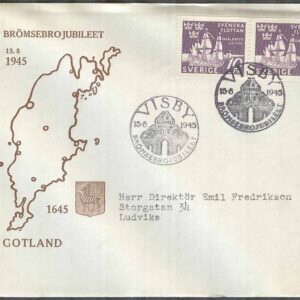 BRÖMSEBROJUBILEET
13.8
1945
SVENSKA
FLOTTAN
SVERIGE
SVENSKA
FLOTTAN
SVERIGE
VISBY
13-8 1945
BRÖMSEBROJUBILEET
VISBY
13-8 1945
BRÖMSEBROJUBILEET
Herr Direktör Emil Fredrikson
Storgatan 34
Ludvika
1645
GOTLAND